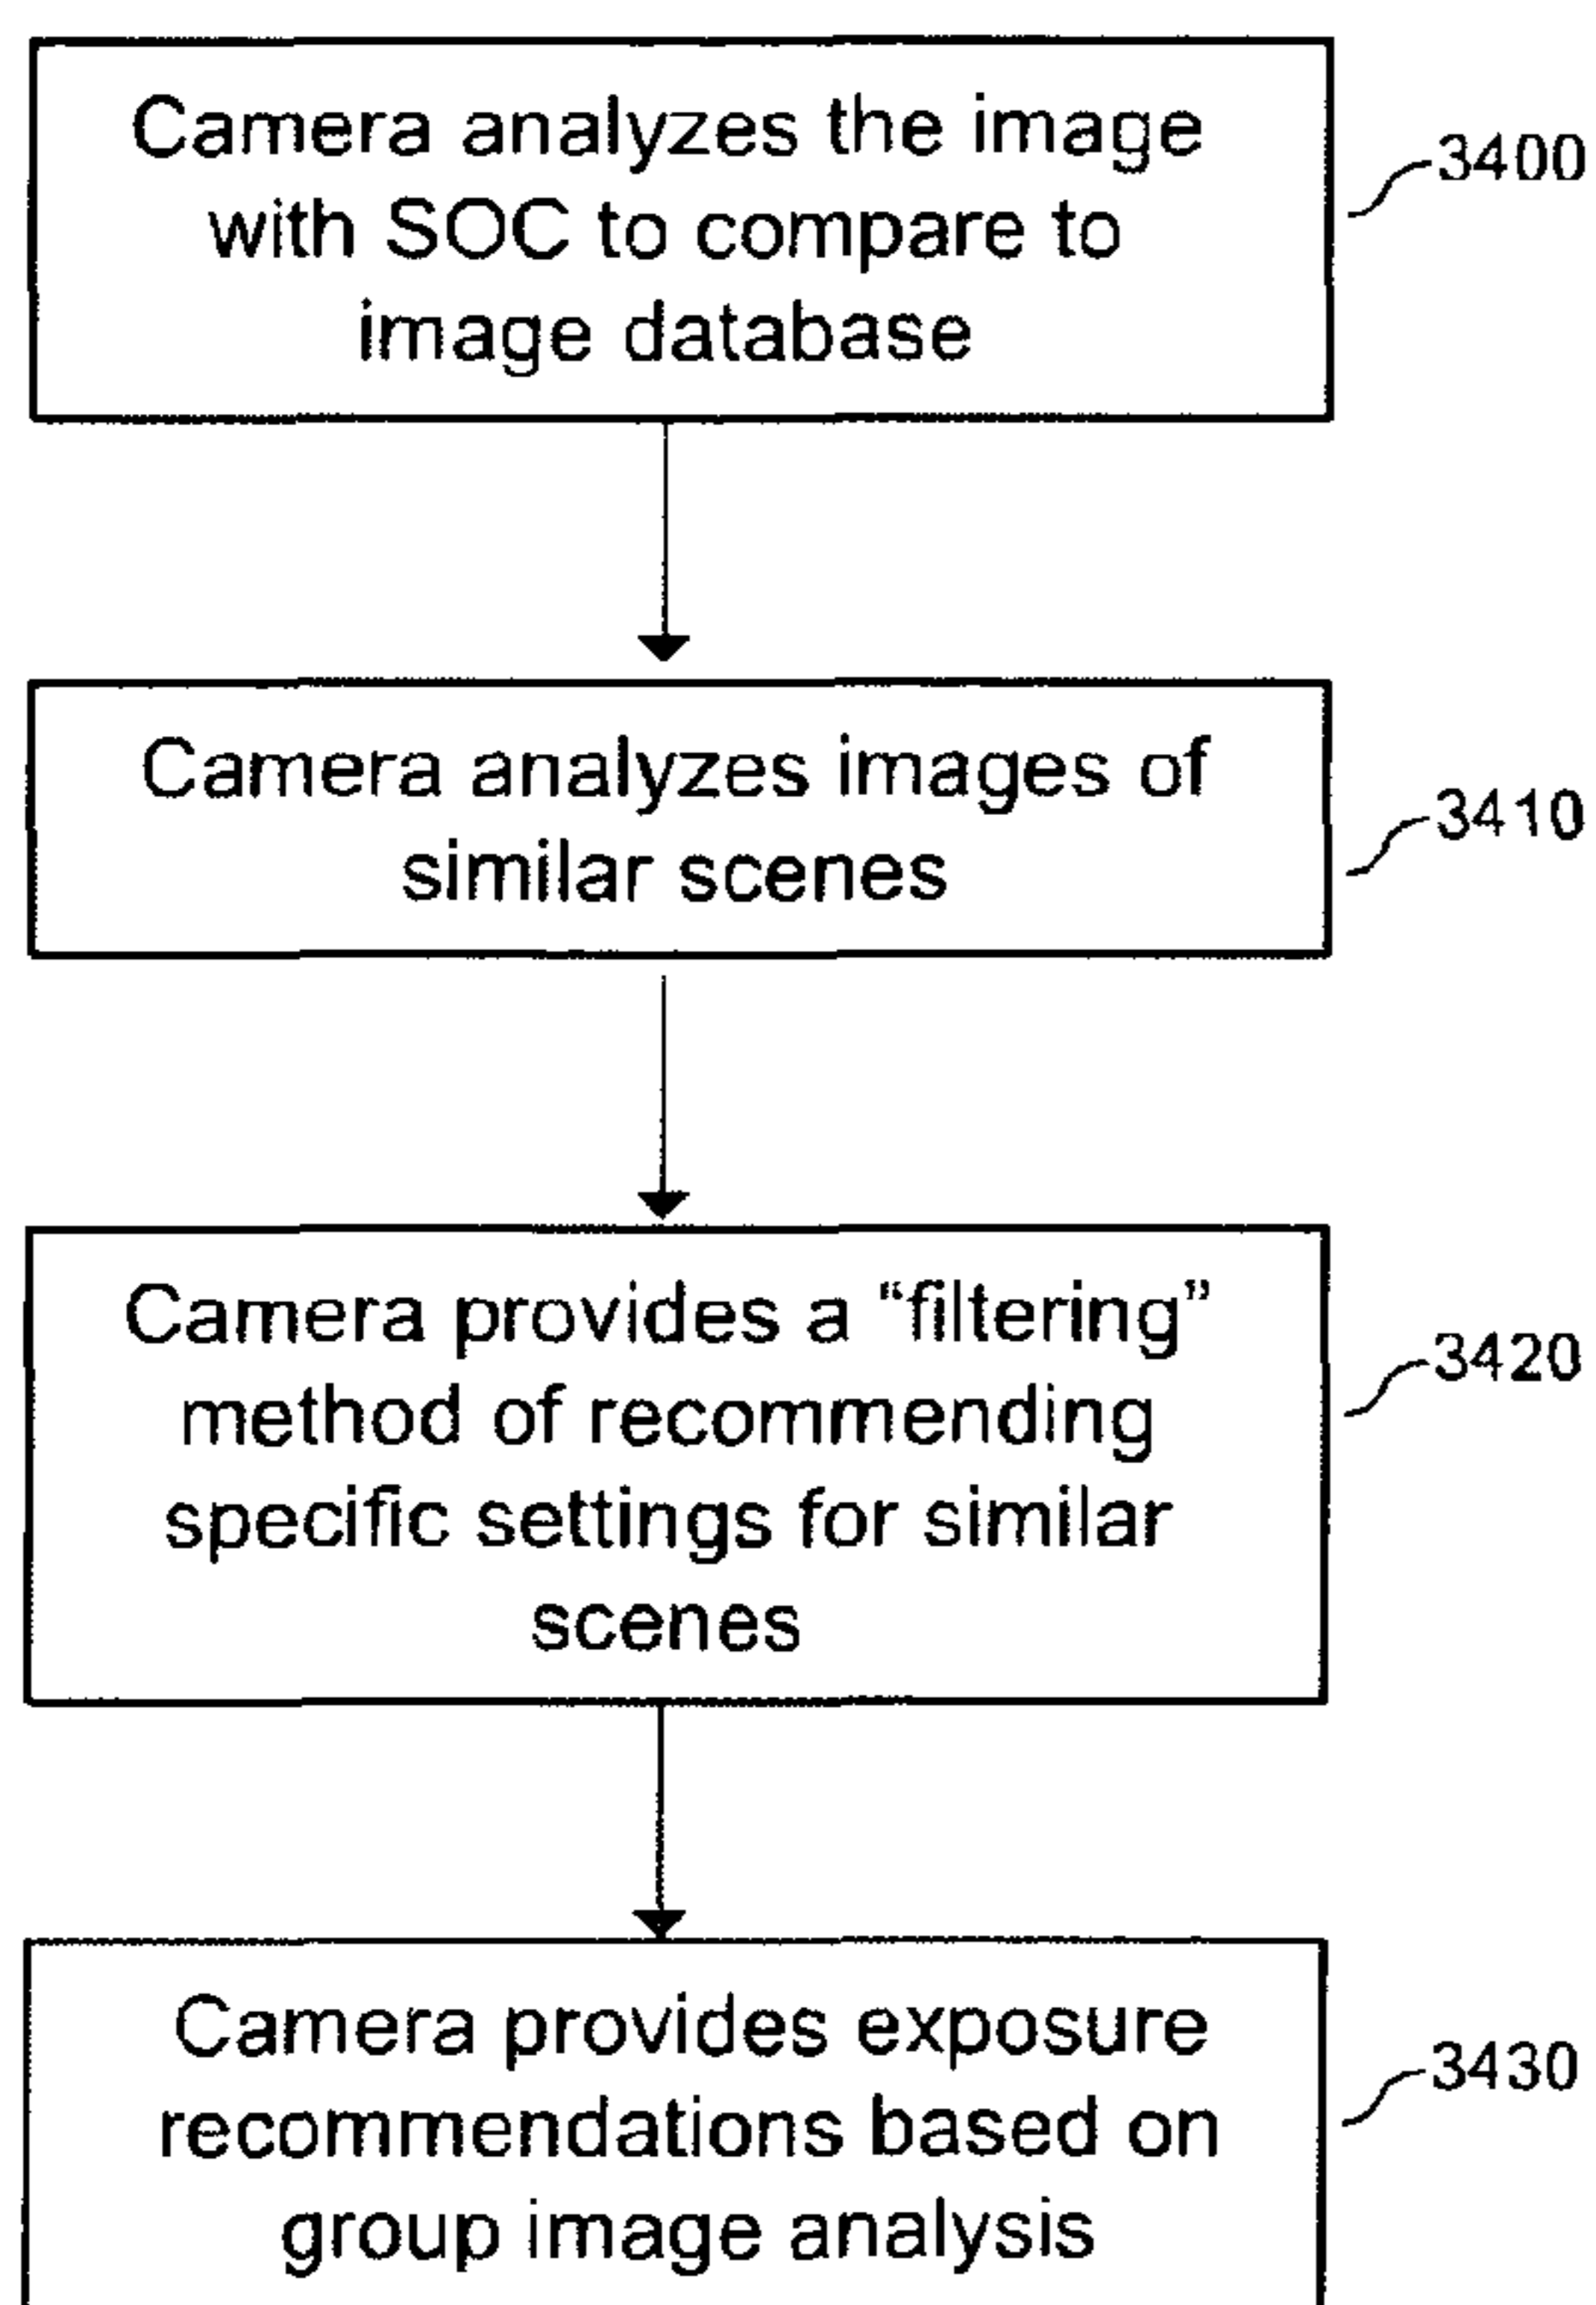 Camera analyzes the image
with SOC to compare to
image database
3400
Camera analyzes images of
similar scenes
3410
Camera provides a “filtering”
method of recommending
specific settings for similar
scenes
3420
Camera provides exposure
recommendations based on
group image analysis
3430